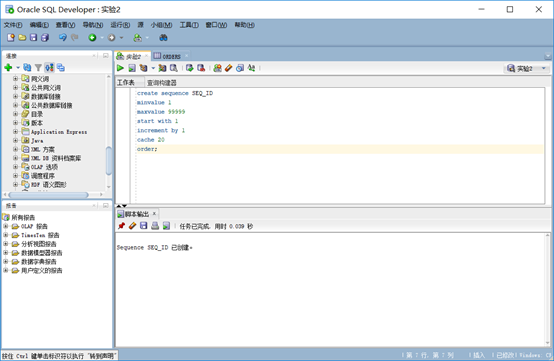 Oracle SQL Developer : 实验2
文件(F) 编辑(E) 查看(V) 导航(N) 运行(R) 源 小组(M) 工具(T) 窗口(W) 帮助(H)
连接
同义词
公共同义词
数据库链接
公共数据库链接
目录
版本
Application Express
Java
XML 方案
XML DB 资料档案库
OLAP 选项
调度程序
RDF 语义图形
报告
所有报告
OLAP 报告
TimesTen 报告
分析视图报告
数据模型器报告
数据字典报告
用户定义的报告
实验2 ORDERS
实验2
工作表 查询构建器
create sequence SEQ_ID
minvalue 1
maxvalue 99999
start with 1
increment by 1
cache 20
order;
脚本输出
任务已完成. 用时 0.039 秒
Sequence SEQ_ID 已创建。
按住 Ctrl 键单击标识符以执行 "转到声明"
第 7 行, 第 7 列 插入 已修改 Windows